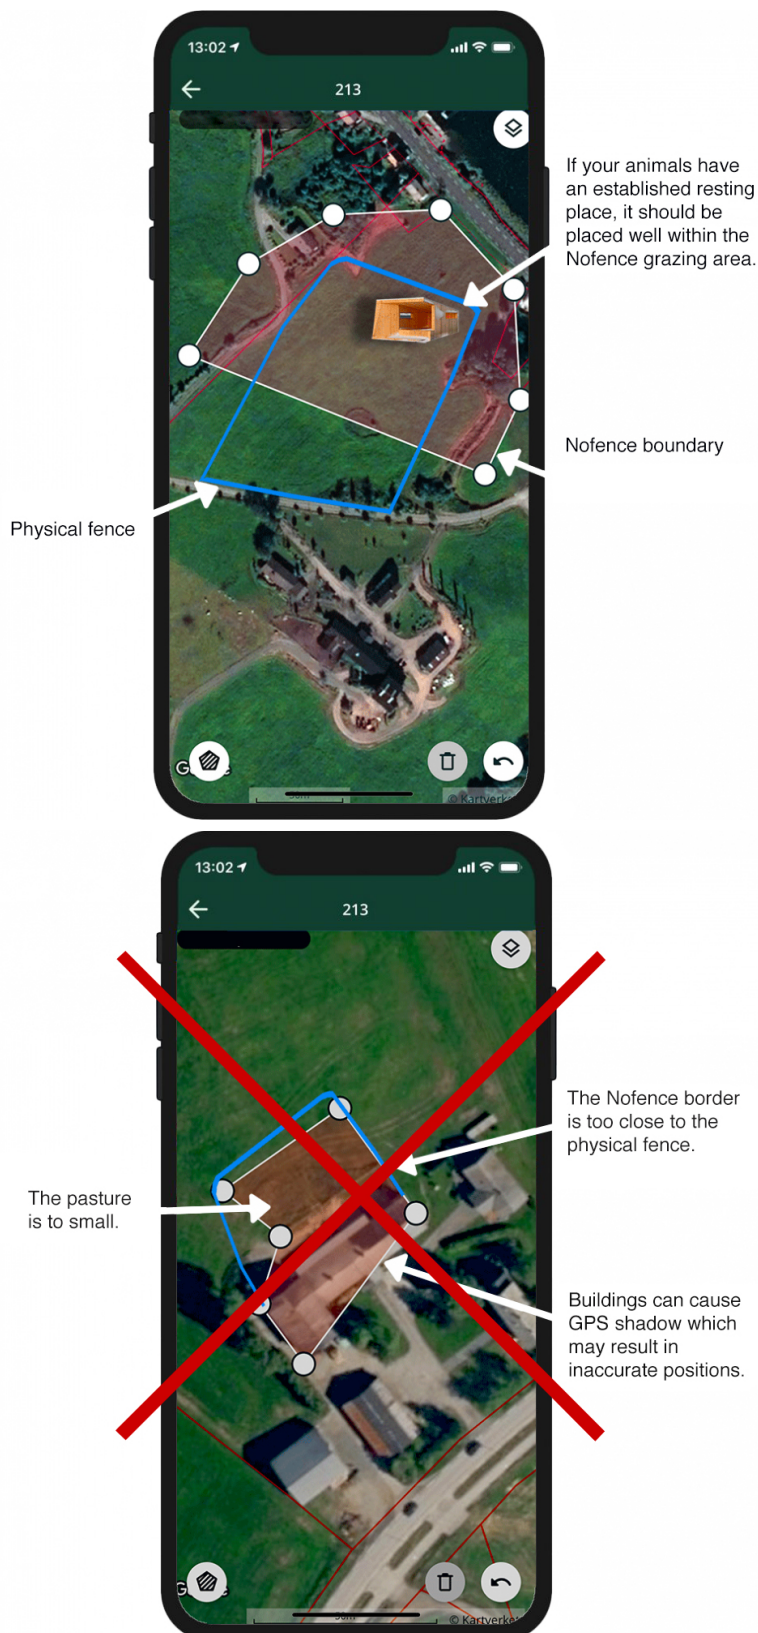 13:02
213
If your animals have
an established resting
place, it should be
placed well within the
Nofence grazing area.
Nofence boundary
Physical fence
© Kartverke
13:02
213
The Nofence border
is too close to the
physical fence.
The pasture
is to small.
Buildings can cause
GPS shadow which
may result in
inaccurate positions.
© Kartverke